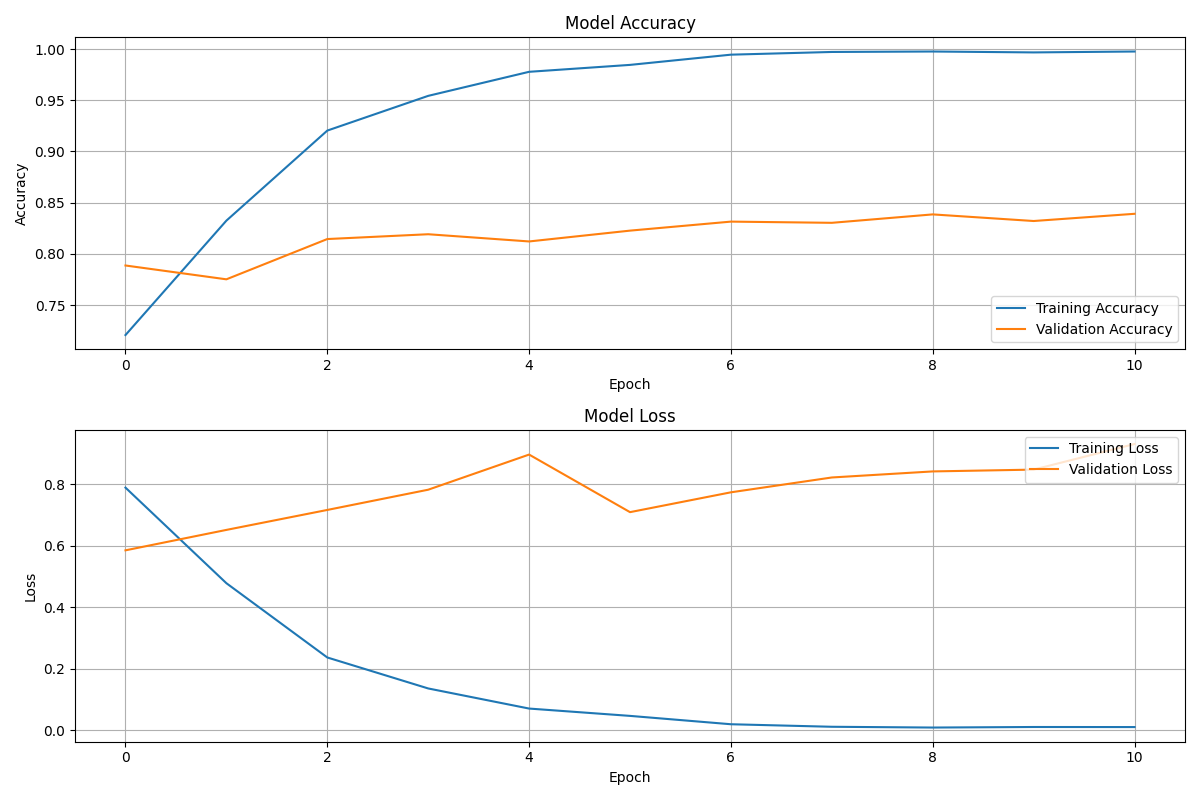 Model Accuracy
1.00
0.95
0.90
0.85
0.80
0.75
Accuracy
Training Accuracy
Validation Accuracy
0 2 4 6 8 10
Epoch
Model Loss
0.8
0.6
0.4
0.2
0.0
Loss
Training Loss
Validation Loss
0 2 4 6 8 10
Epoch